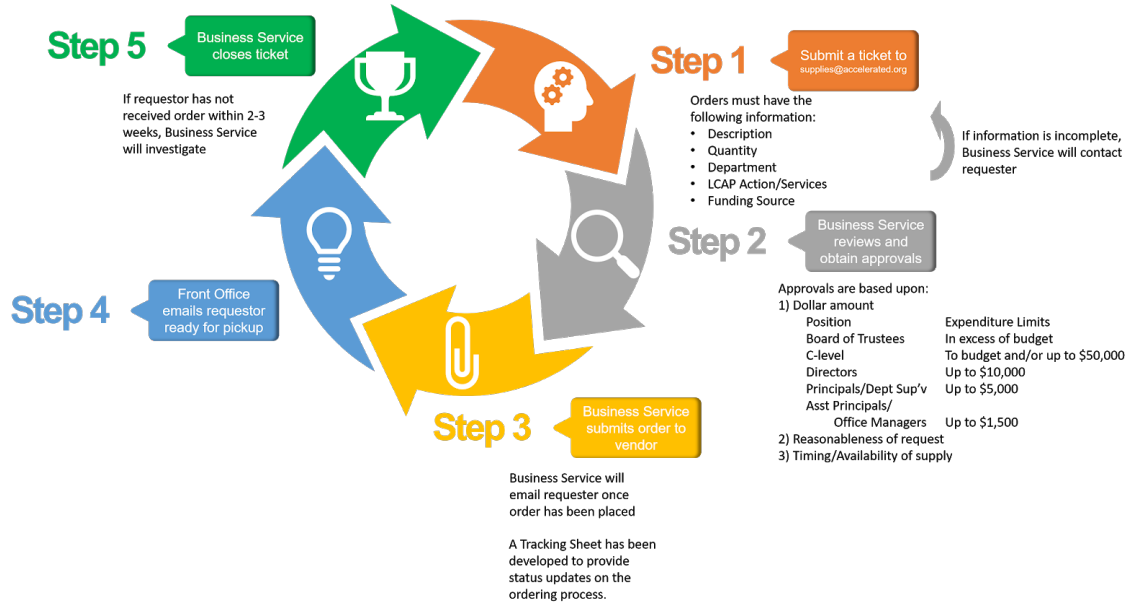 Step 1
Submit a ticket to
supplies@accelerated.org
Orders must have the
following information:
• Description
• Quantity
• Department
• LCAP Action/Services
• Funding Source
If information is incomplete,
Business Service will contact
requester
Step 2
Business Service
reviews and
obtain approvals
Approvals are based upon:
1) Dollar amount
Position Expenditure Limits
Board of Trustees In excess of budget
C-level To budget and/or up to $50,000
Directors Up to $10,000
Principals/Dept Sup'v Up to $5,000
Asst Principals/
Office Managers Up to $1,500
2) Reasonableness of request
3) Timing/Availability of supply
Step 3
Business Service
submits order to
vendor
Business Service will
email requester once
order has been placed
A Tracking Sheet has been
developed to provide
status updates on the
ordering process.
Step 4
Front Office
emails requestor
ready for pickup
Step 5
Business Service
closes ticket
If requestor has not
received order within 2-3
weeks, Business Service
will investigate